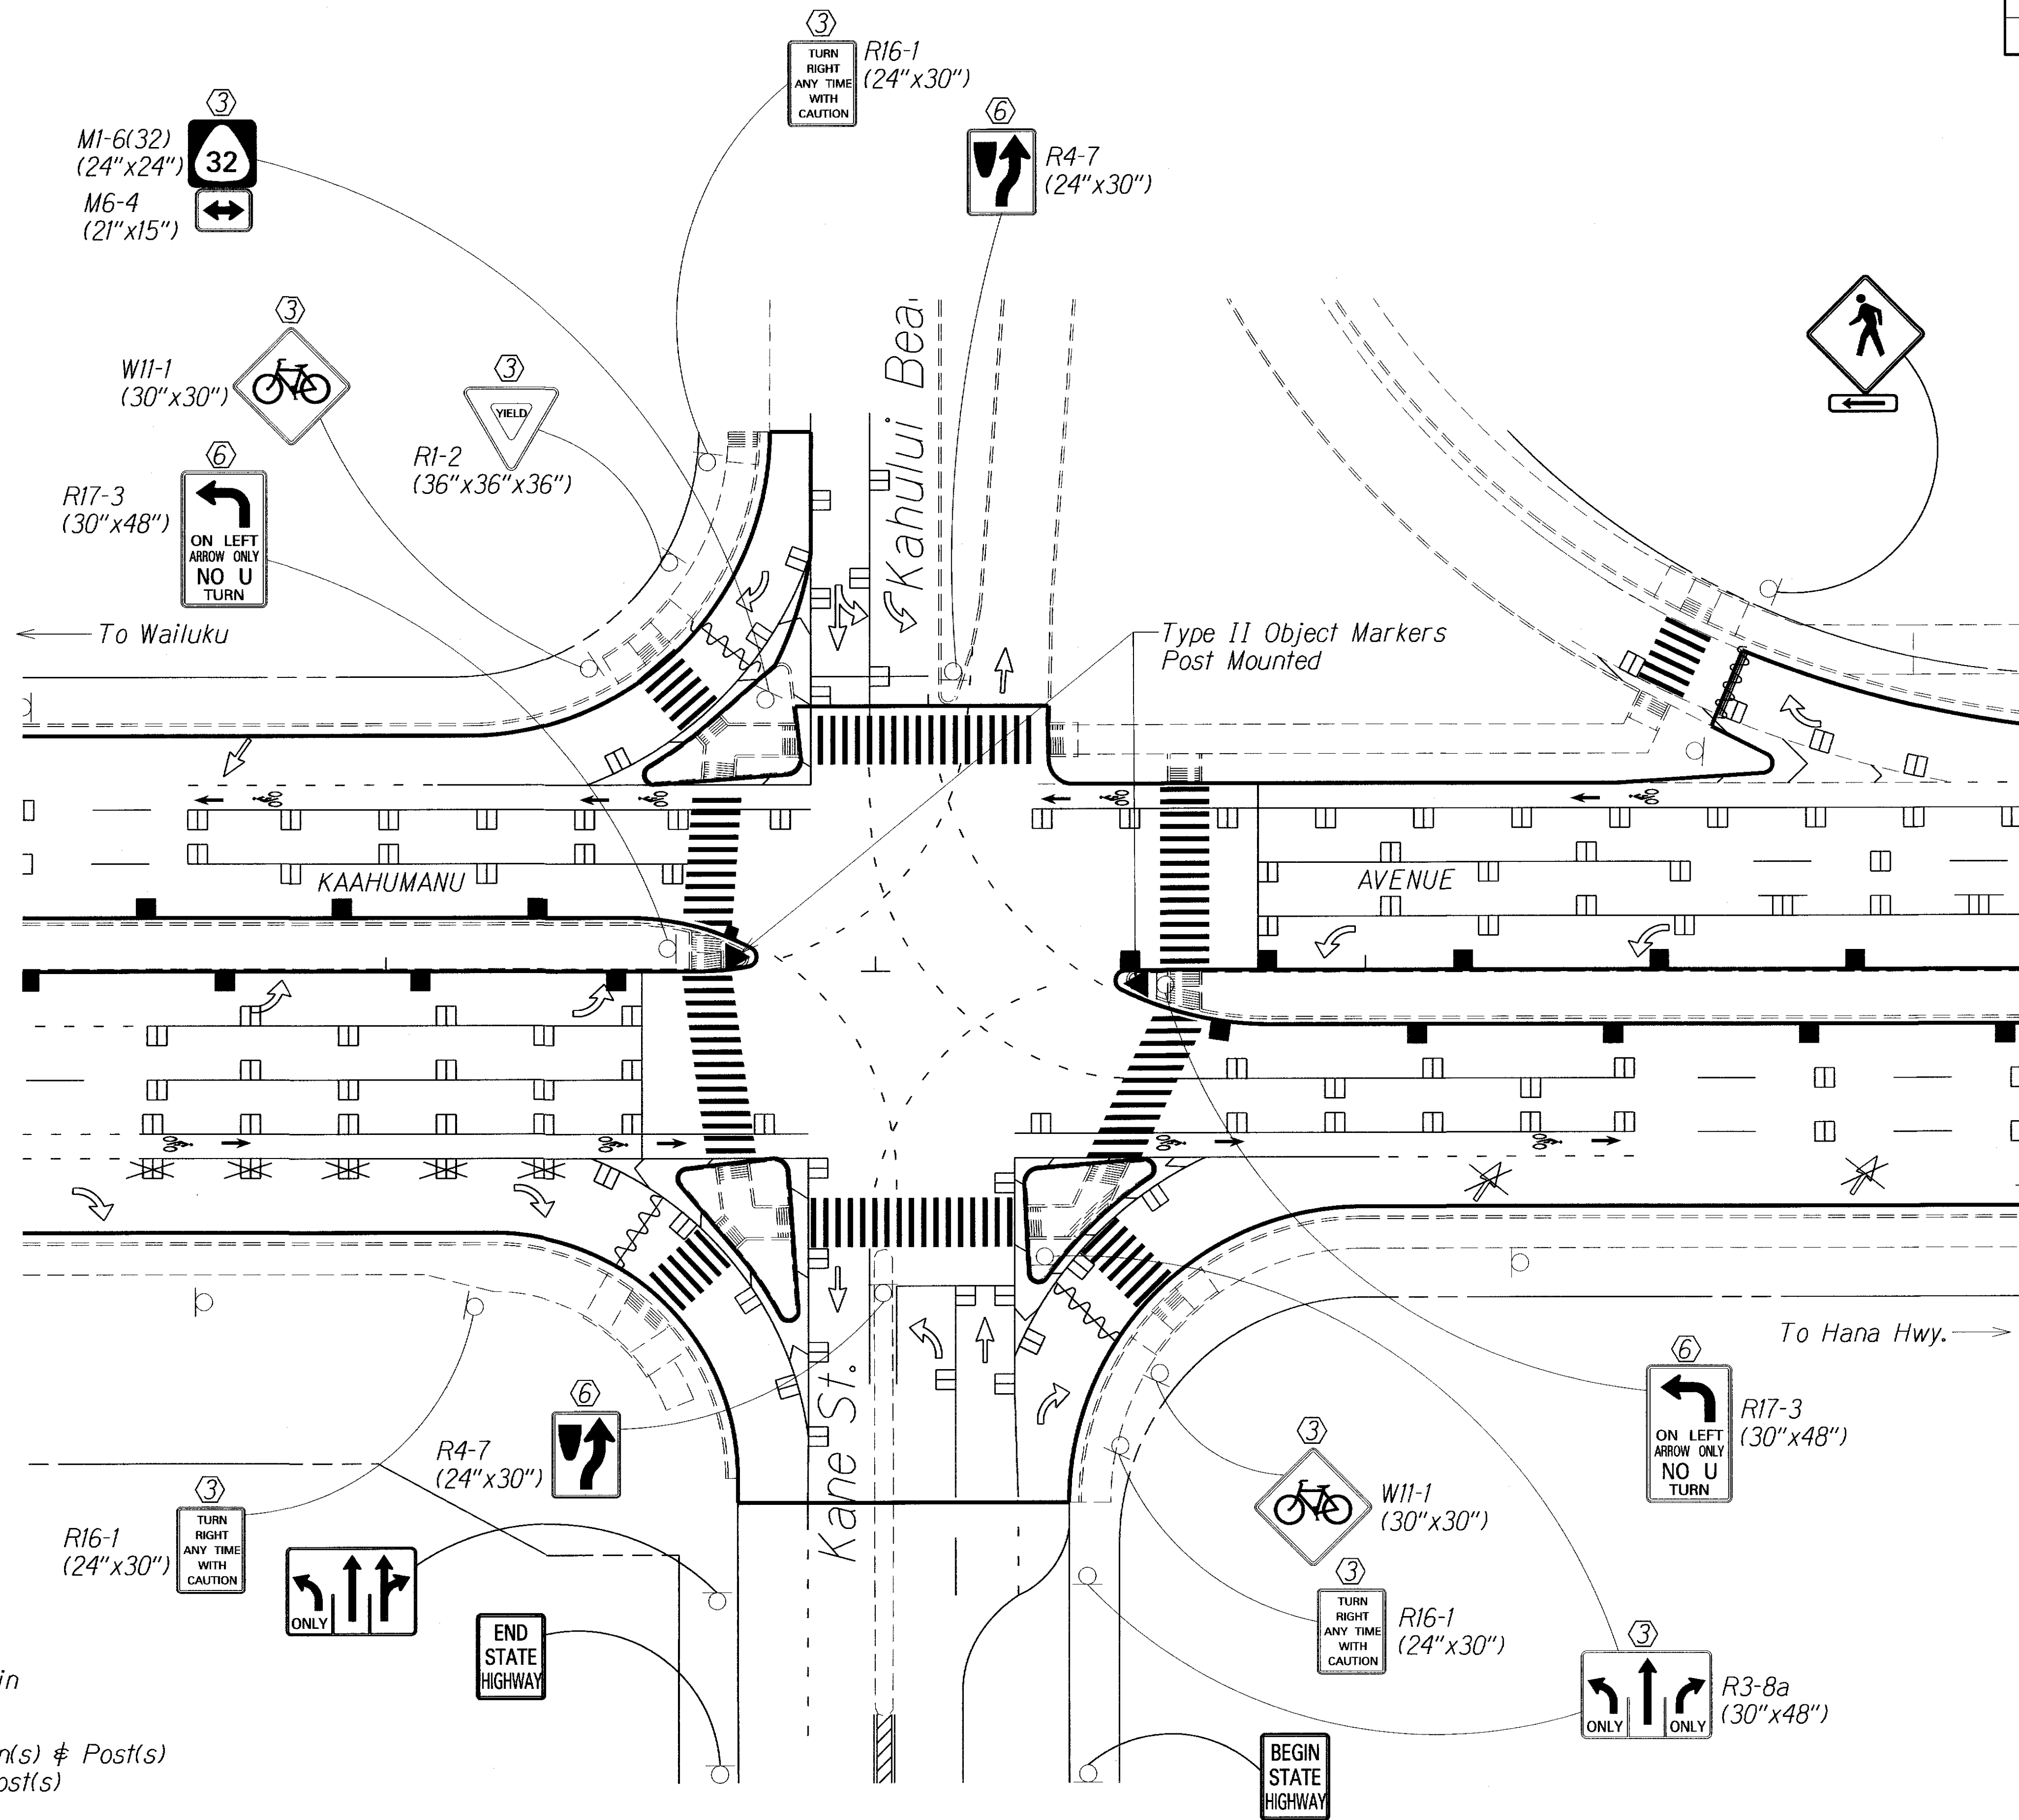 3
TURN
RIGHT
ANY TIME
WITH
CAUTION
R16-1
(24"x30")
3
M1-6(32)
(24"x24")
32
M6-4
(21"x15")
6
R4-7
(24"x30")
3
W11-1
(30"x30")
3
YIELD
R1-2
(36"x36"x36")
6
R17-3
(30"x48")
ON LEFT
ARROW ONLY
NO U
TURN
Kahului Bea
To Wailuku
Type II Object Markers
Post Mounted
KAAHUMANU
AVENUE
To Hana Hwy.
Kane St.
6
R4-7
(24"x30")
6
R17-3
(30"x48")
ON LEFT
ARROW ONLY
NO U
TURN
3
W11-1
(30"x30")
3
R16-1
(24"x30")
TURN
RIGHT
ANY TIME
WITH
CAUTION
ONLY
END
STATE
HIGHWAY
3
TURN
RIGHT
ANY TIME
WITH
CAUTION
R16-1
(24"x30")
3
ONLY ONLY
R3-8a
(30"x48")
BEGIN
STATE
HIGHWAY
in
n(s) & Post(s)
ost(s)